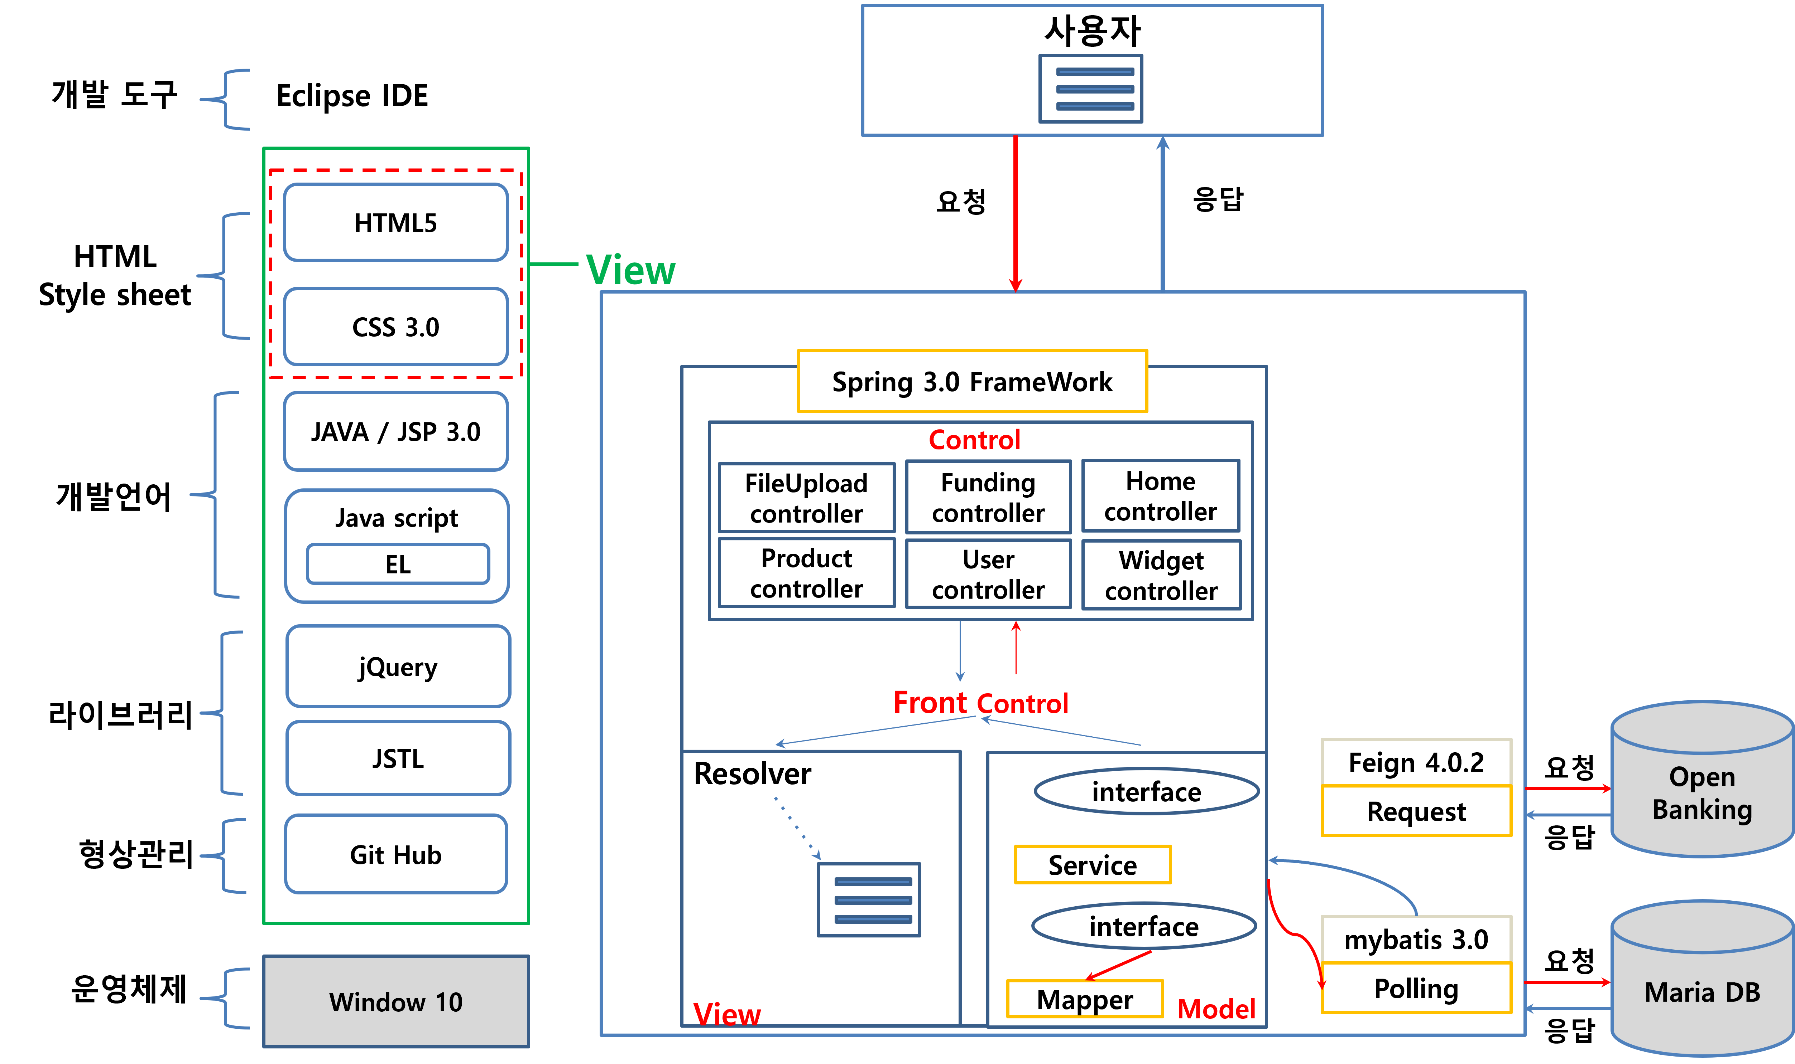 사용자
개발 도구
Eclipse IDE
HTML
Style sheet
HTML5
CSS 3.0
View
요청
응답
개발언어
JAVA / JSP 3.0
Java script
EL
라이브러리
jQuery
JSTL
형상관리
Git Hub
운영체제
Window 10
Spring 3.0 FrameWork
Control
FileUpload
controller
Funding
controller
Home
controller
Product
controller
User
controller
Widget
controller
Front Control
Resolver
View
interface
Service
interface
Mapper
Model
Feign 4.0.2
Request
요청
응답
Open
Banking
mybatis 3.0
Polling
요청
응답
Maria DB